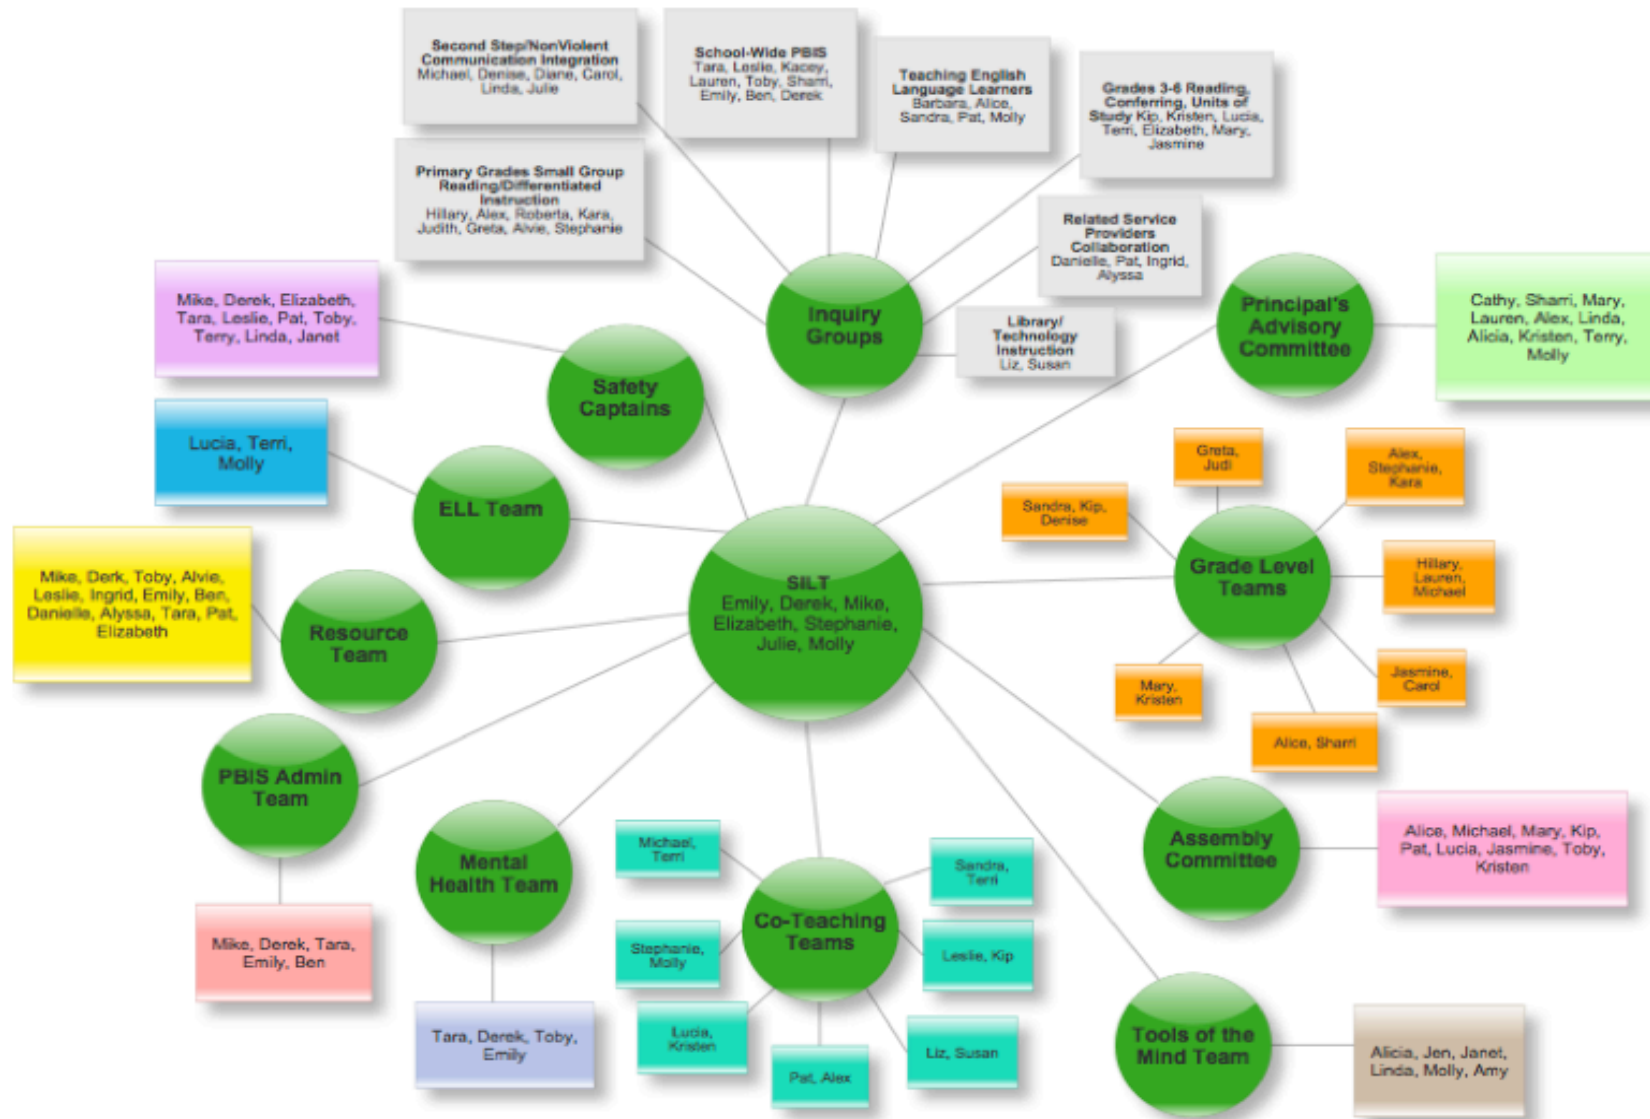 Second Step/NonViolent
Communication Integration
Michael, Denise, Diane, Carol,
Linda, Julie
School-Wide PBIS
Tara, Leslie, Kacey,
Lauren, Toby, Sharri,
Emily, Ben, Derek
Teaching English
Language Learners
Barbara, Alice,
Sandra, Pat, Molly
Grades 3-6 Reading,
Conferring, Units of
Study Kip, Kristen, Lucia,
Terri, Elizabeth, Mary,
Jasmine
Primary Grades Small Group
Reading/Differentiated
Instruction
Hillary, Alex, Roberta, Kara,
Judith, Greta, Alvie, Stephanie
Related Service
Providers
Collaboration
Danielle, Pat, Ingrid,
Alyssa
Library/
Technology
Instruction
Liz, Susan
Inquiry
Groups
Principal's
Advisory
Committee
Cathy, Sharri, Mary,
Lauren, Alex, Linda,
Alicia, Kristen, Terry,
Molly
Mike, Derek, Elizabeth,
Tara, Leslie, Pat, Toby,
Terry, Linda, Janet
Safety
Captains
Lucia, Terri,
Molly
ELL Team
Mike, Derk, Toby, Alvie,
Leslie, Ingrid, Emily, Ben,
Danielle, Alyssa, Tara, Pat,
Elizabeth
Resource
Team
SILT
Emily, Derek, Mike,
Elizabeth, Stephanie,
Julie, Molly
Grade Level
Teams
Greta,
Judi
Alex,
Stephanie,
Kara
Sandra, Kip,
Denise
Hillary,
Lauren,
Michael
Jasmine,
Carol
Mary,
Kristen
Alice, Sharri
PBIS Admin
Team
Mike, Derek, Tara,
Emily, Ben
Mental
Health Team
Tara, Derek, Toby,
Emily
Co-Teaching
Teams
Michael,
Terri
Sandra,
Terri
Stephanie,
Molly
Leslie, Kip
Lucia,
Kristen
Pat, Alex
Liz, Susan
Assembly
Committee
Alice, Michael, Mary, Kip,
Pat, Lucia, Jasmine, Toby,
Kristen
Tools of the
Mind Team
Alicia, Jen, Janet,
Linda, Molly, Amy